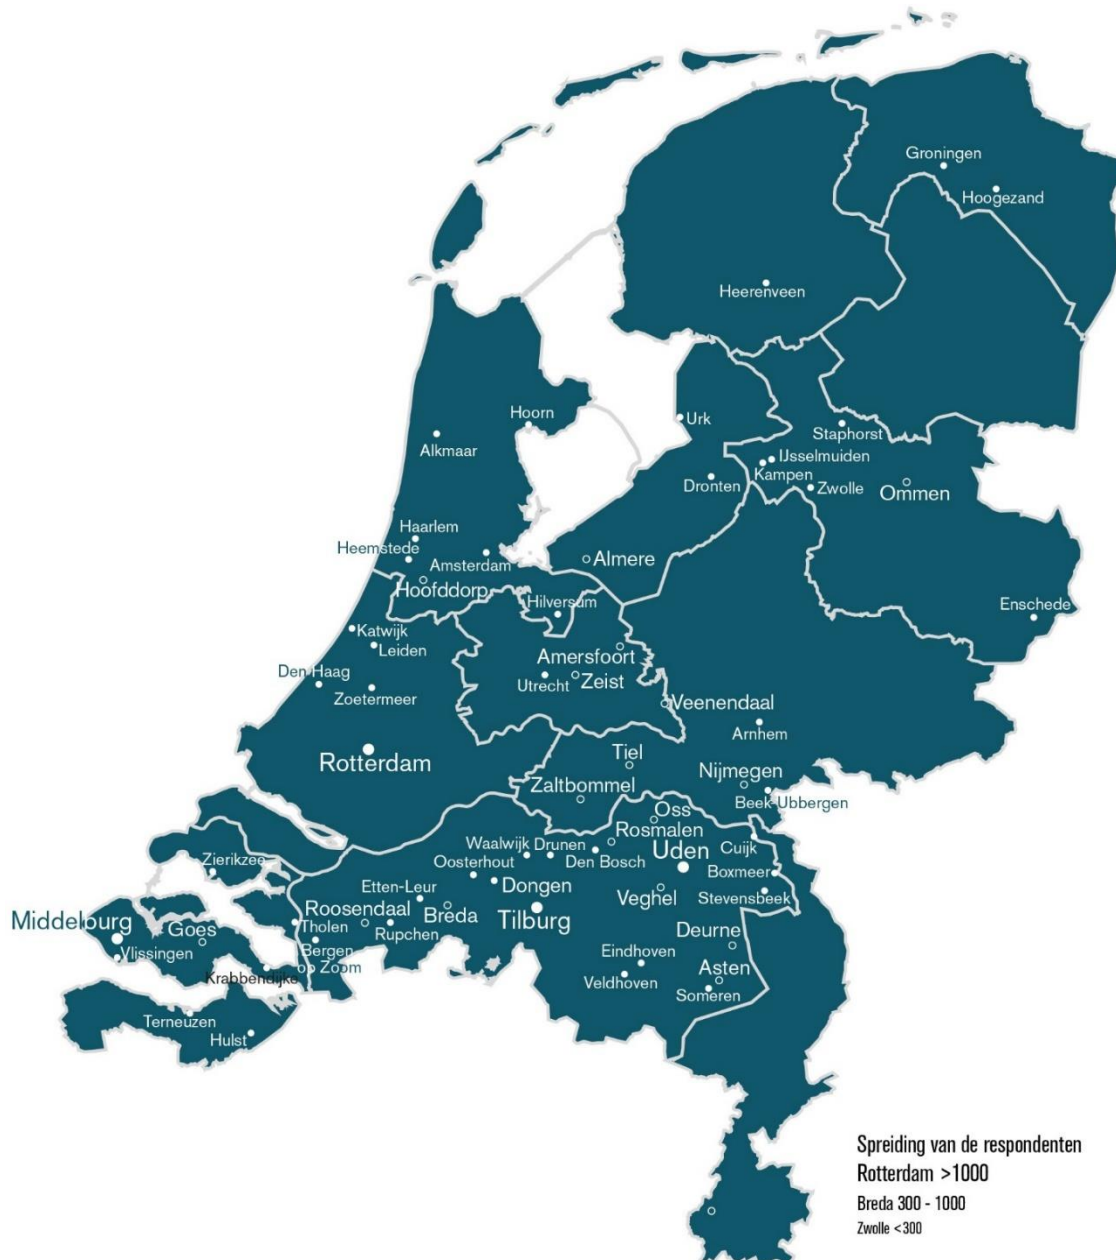 Groningen
Hoogezand
Heerenveen
Hoorn
Urk
Alkmaar
Staphorst
IJsselmuiden
Kampen
Dronten
Zwolle
Ommen
Haarlem
Heemstede
Amsterdam
Almere
Hoofddorp
Hilversum
Enschede
Katwijk
Leiden
Amersfoort
Den Haag
Utrecht
Zeist
Zoetermeer
Veenendaal
Arnhem
Rotterdam
Tiel
Nijmegen
Zaltbommel
Beek-Ubbergen
Oss
Rosmalen
Waalwijk
Drunen
Cuijk
Uden
Zierikzee
Oosterhout
Den Bosch
Boxmeer
Etten-Leur
Dongen
Veghel
Stevensbeek
Roosendaal
Breda
Tilburg
Middelburg
Goes
Tholen
Rupchen
Deurne
Vlissingen
Bergen
op Zoom
Eindhoven
Krabbendijke
Asten
Veldhoven
Someren
Terneuzen
Hulst
Spreiding van de respondenten
Rotterdam >1000
Breda 300 - 1000
Zwolle <300